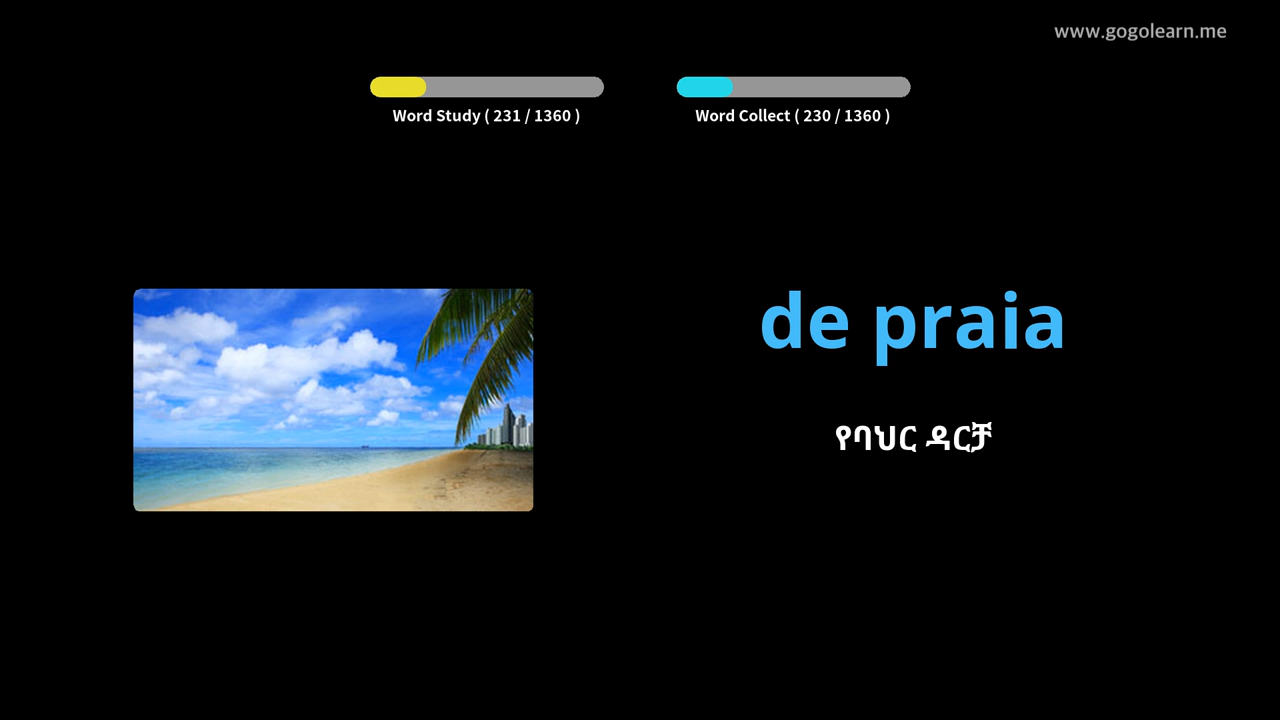 www.gogolearn.me
Word Study ( 231 / 1360 )
Word Collect ( 230 / 1360 )
de praia
የባህር ዳርቻ